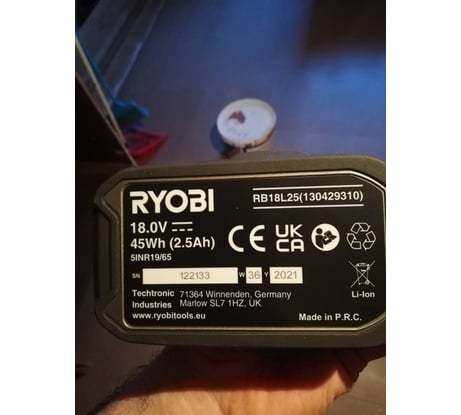 RYOBI
RB18L25(130429310)
18.0V
45Wh (2.5Ah)
5INR19/65
CE UK CA
SN 122133 W 36 Y 2021
Li-Ion
Techtronic Industries
71364 Winnenden, Germany
Marlow SL7 1HZ, UK
www.ryobitools.eu
Made in P.R.C.